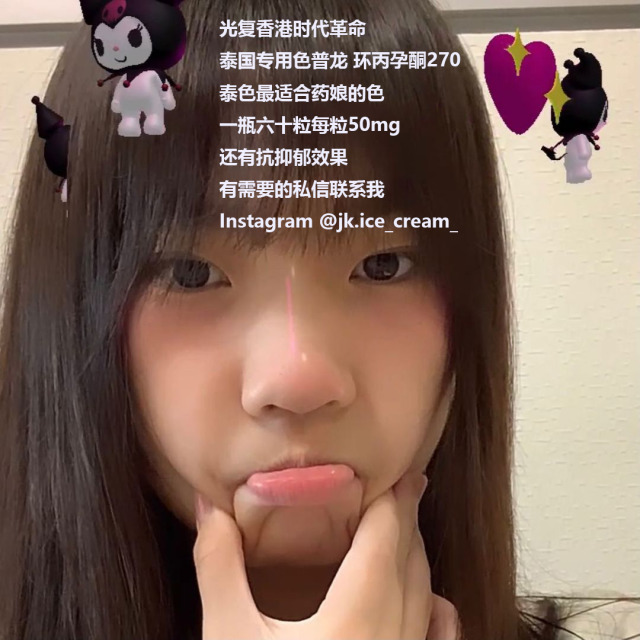 光复香港时代革命
泰国专用色普龙 环丙孕酮270
泰色最适合药娘的色
一瓶六十粒每粒50mg
还有抗抑郁效果
有需要的私信联系我
Instagram @jk.ice_cream_